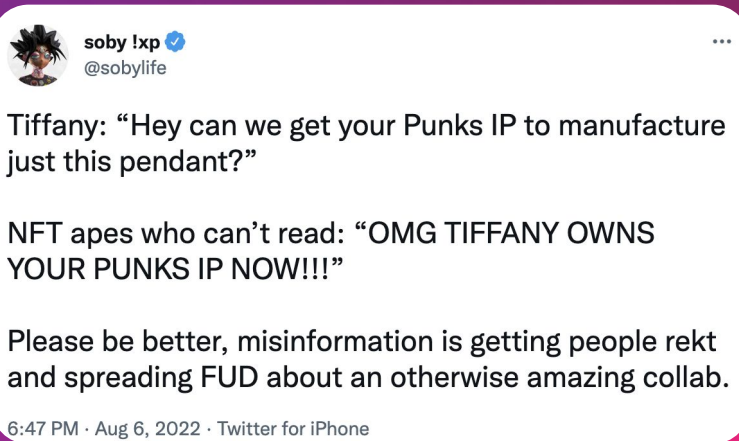 soby !xp
@sobylife
Tiffany: “Hey can we get your Punks IP to manufacture
just this pendant?”
NFT apes who can’t read: “OMG TIFFANY OWNS
YOUR PUNKS IP NOW!!!”
Please be better, misinformation is getting people rekt
and spreading FUD about an otherwise amazing collab.
6:47 PM · Aug 6, 2022 · Twitter for iPhone